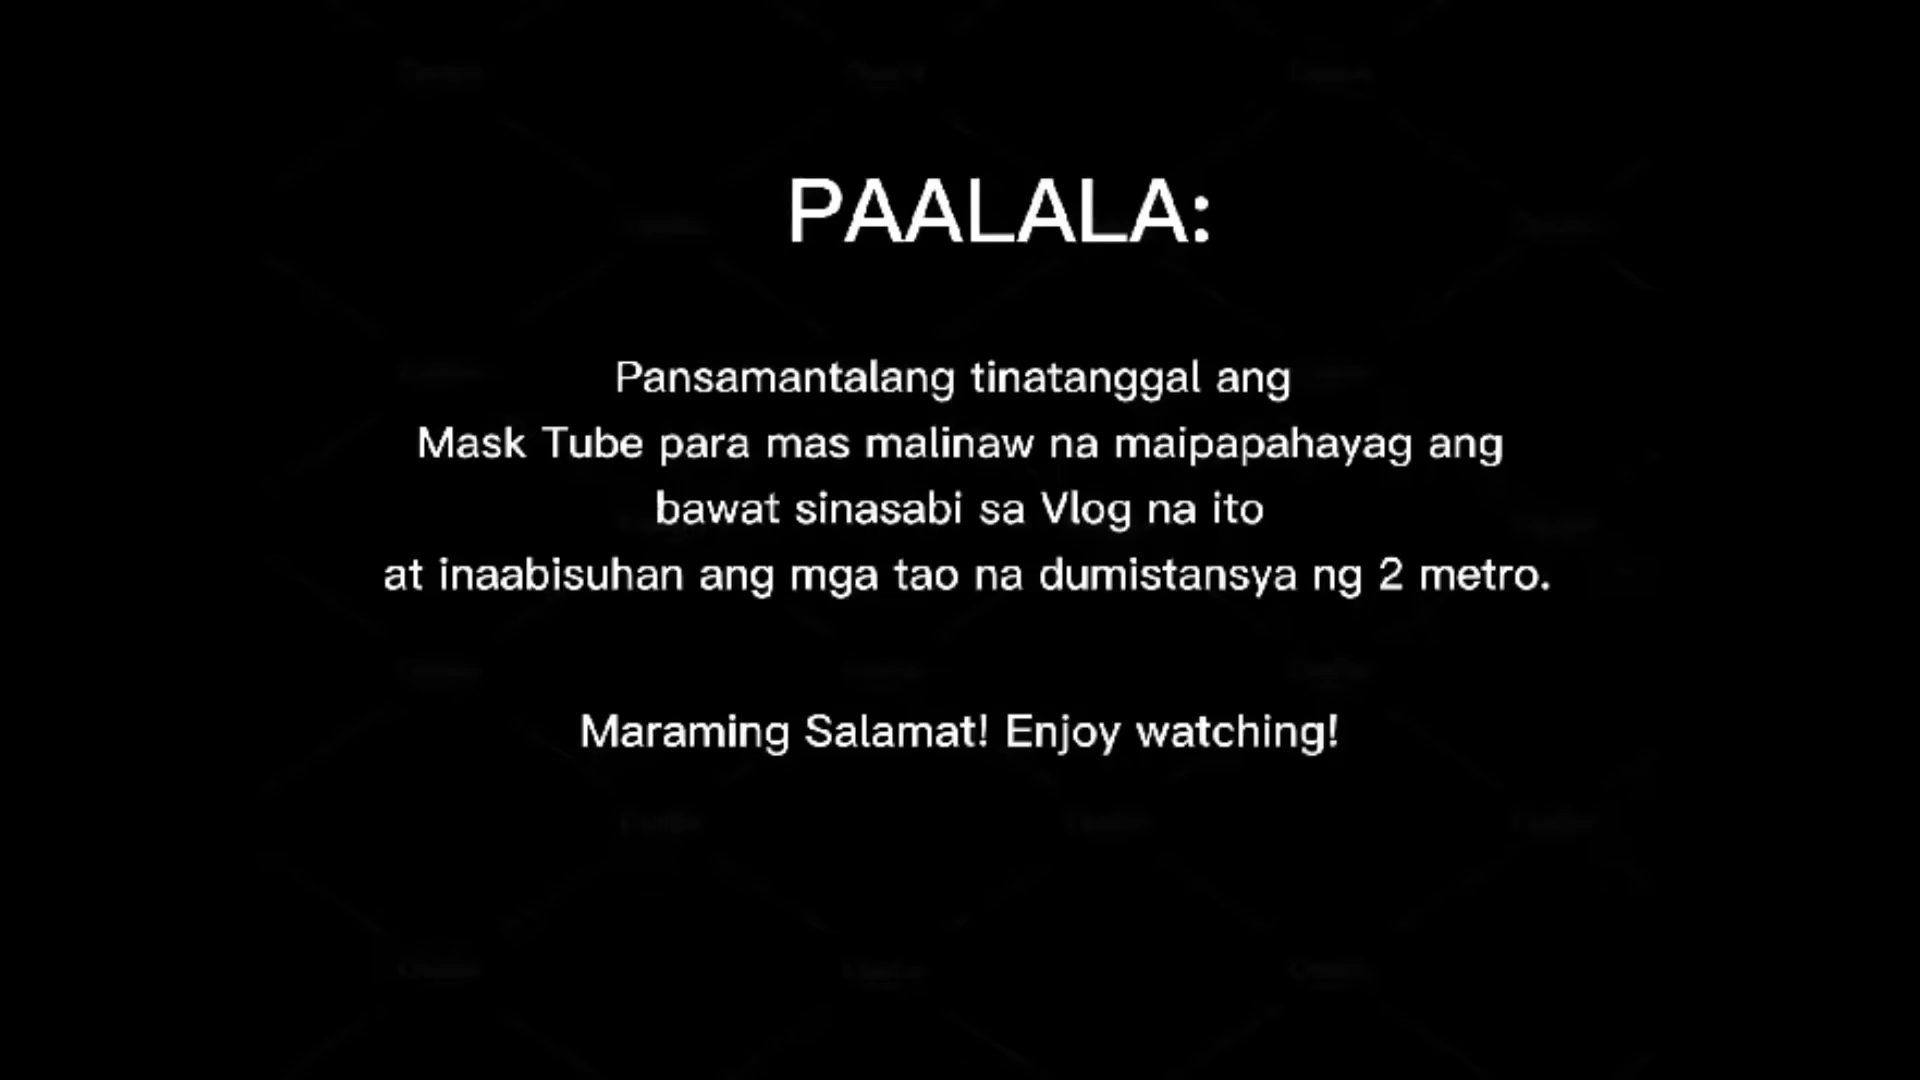 PAALALA:
Pansamantalang tinatanggal ang
Mask Tube para mas malinaw na maipapahayag ang
bawat sinasabi sa Vlog na ito
at inaabisuhan ang mga tao na dumistansya ng 2 metro.
Maraming Salamat! Enjoy watching!